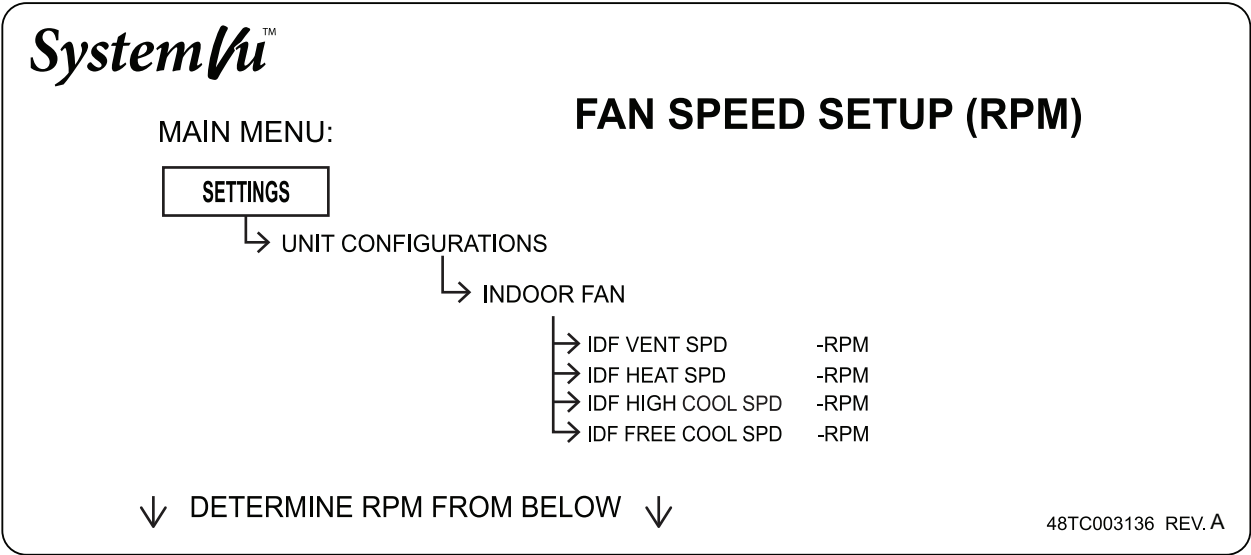 SystemVu™
FAN SPEED SETUP (RPM)
MAIN MENU:
SETTINGS
UNIT CONFIGURATIONS
INDOOR FAN
IDF VENT SPD -RPM
IDF HEAT SPD -RPM
IDF HIGH COOL SPD -RPM
IDF FREE COOL SPD -RPM
DETERMINE RPM FROM BELOW
48TC003136 REV. A